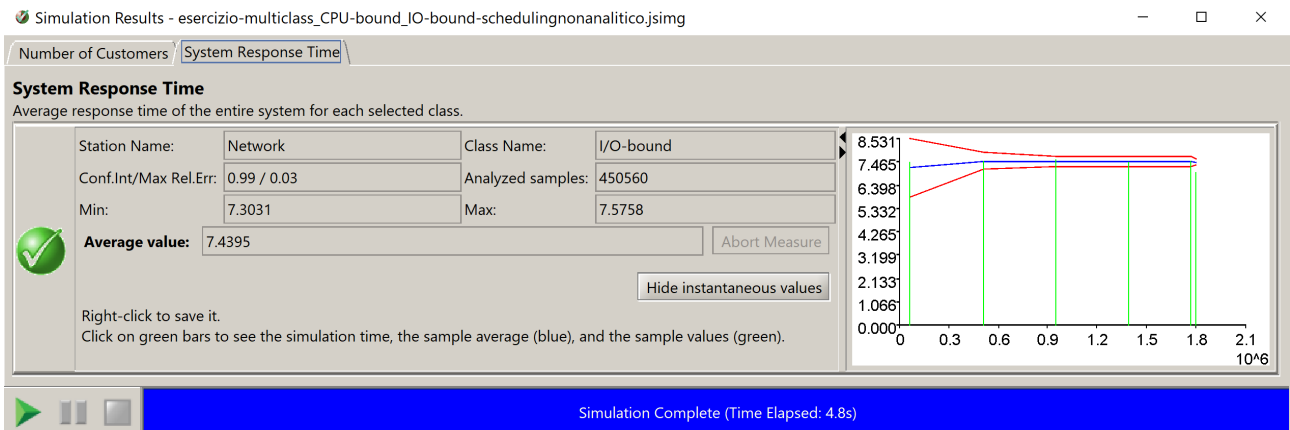 Simulation Results - esercizio-multiclass_CPU-bound_IO-bound-schedulingnonanalitico.jsimg
Number of Customers System Response Time
System Response Time
Average response time of the entire system for each selected class.
Station Name: Network Class Name: I/O-bound
Conf.Int/Max Rel.Err: 0.99 / 0.03 Analyzed samples: 450560
Min: 7.3031 Max: 7.5758
Average value: 7.4395 Abort Measure
Hide instantaneous values
Right-click to save it.
Click on green bars to see the simulation time, the sample average (blue), and the sample values (green).
8.531
7.465
6.398
5.332
4.265
3.199
2.133
1.066
0.000
0 0.3 0.6 0.9 1.2 1.5 1.8 2.1
10^6
Simulation Complete (Time Elapsed: 4.8s)